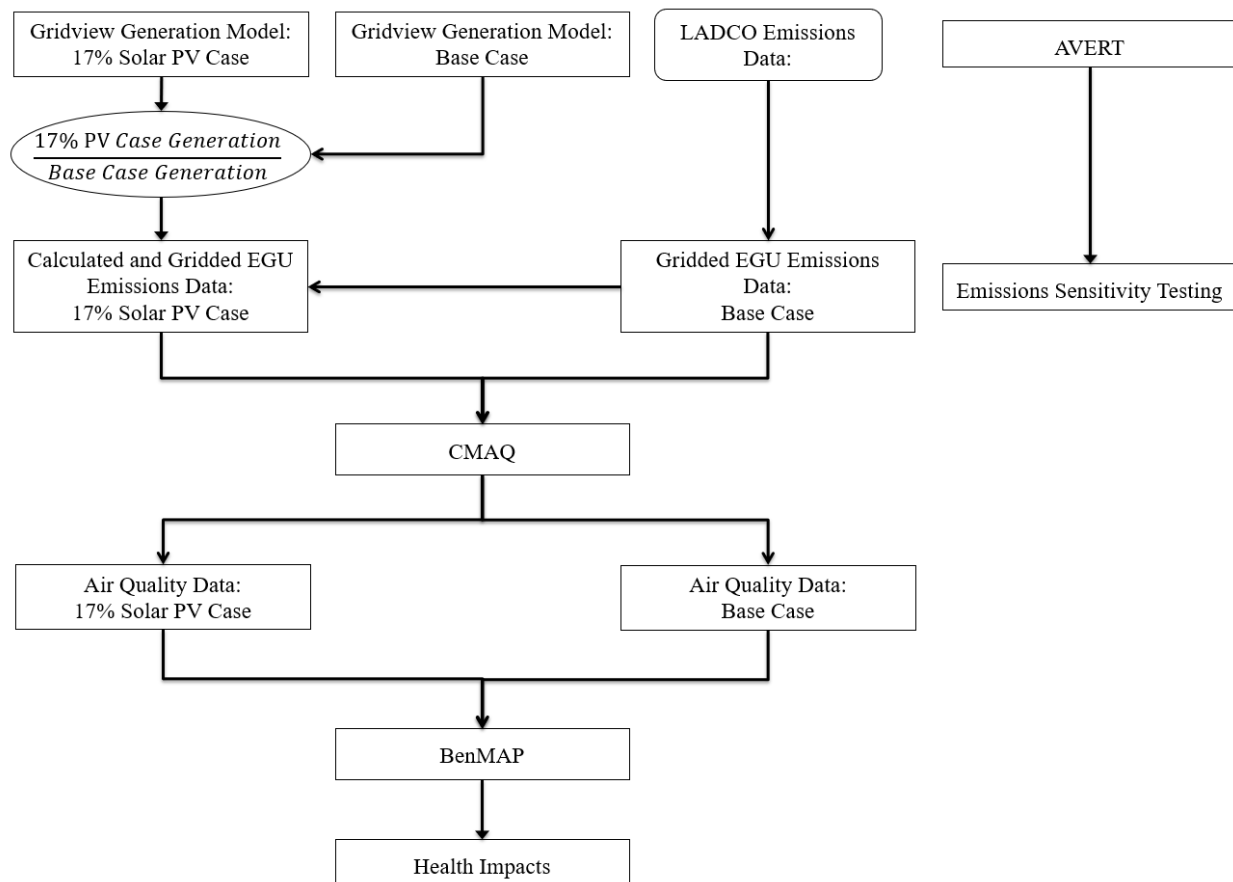 Gridview Generation Model:
17% Solar PV Case
Gridview Generation Model:
Base Case
LADCO Emissions
Data:
AVERT
17% PV Case Generation
Base Case Generation
Calculated and Gridded EGU
Emissions Data:
17% Solar PV Case
Gridded EGU Emissions
Data:
Base Case
Emissions Sensitivity Testing
CMAQ
Air Quality Data:
17% Solar PV Case
Air Quality Data:
Base Case
BenMAP
Health Impacts